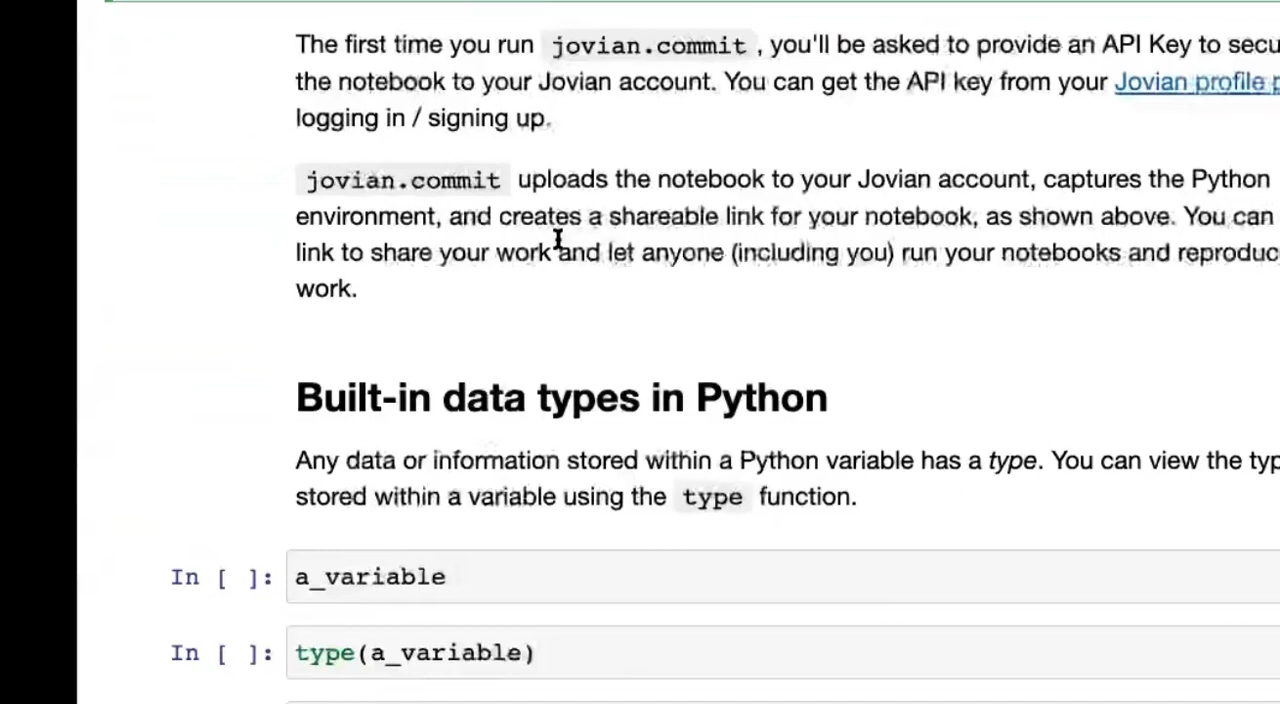 The first time you run jovian.commit , you'll be asked to provide an API Key to secu
the notebook to your Jovian account. You can get the API key from your Jovian profile p
logging in / signing up.
jovian.commit uploads the notebook to your Jovian account, captures the Python
environment, and creates a shareable link for your notebook, as shown above. You can
link to share your work and let anyone (including you) run your notebooks and reproduc
work.
Built-in data types in Python
Any data or information stored within a Python variable has a type. You can view the typ
stored within a variable using the type function.
In [ ]: a_variable
In [ ]: type(a_variable)